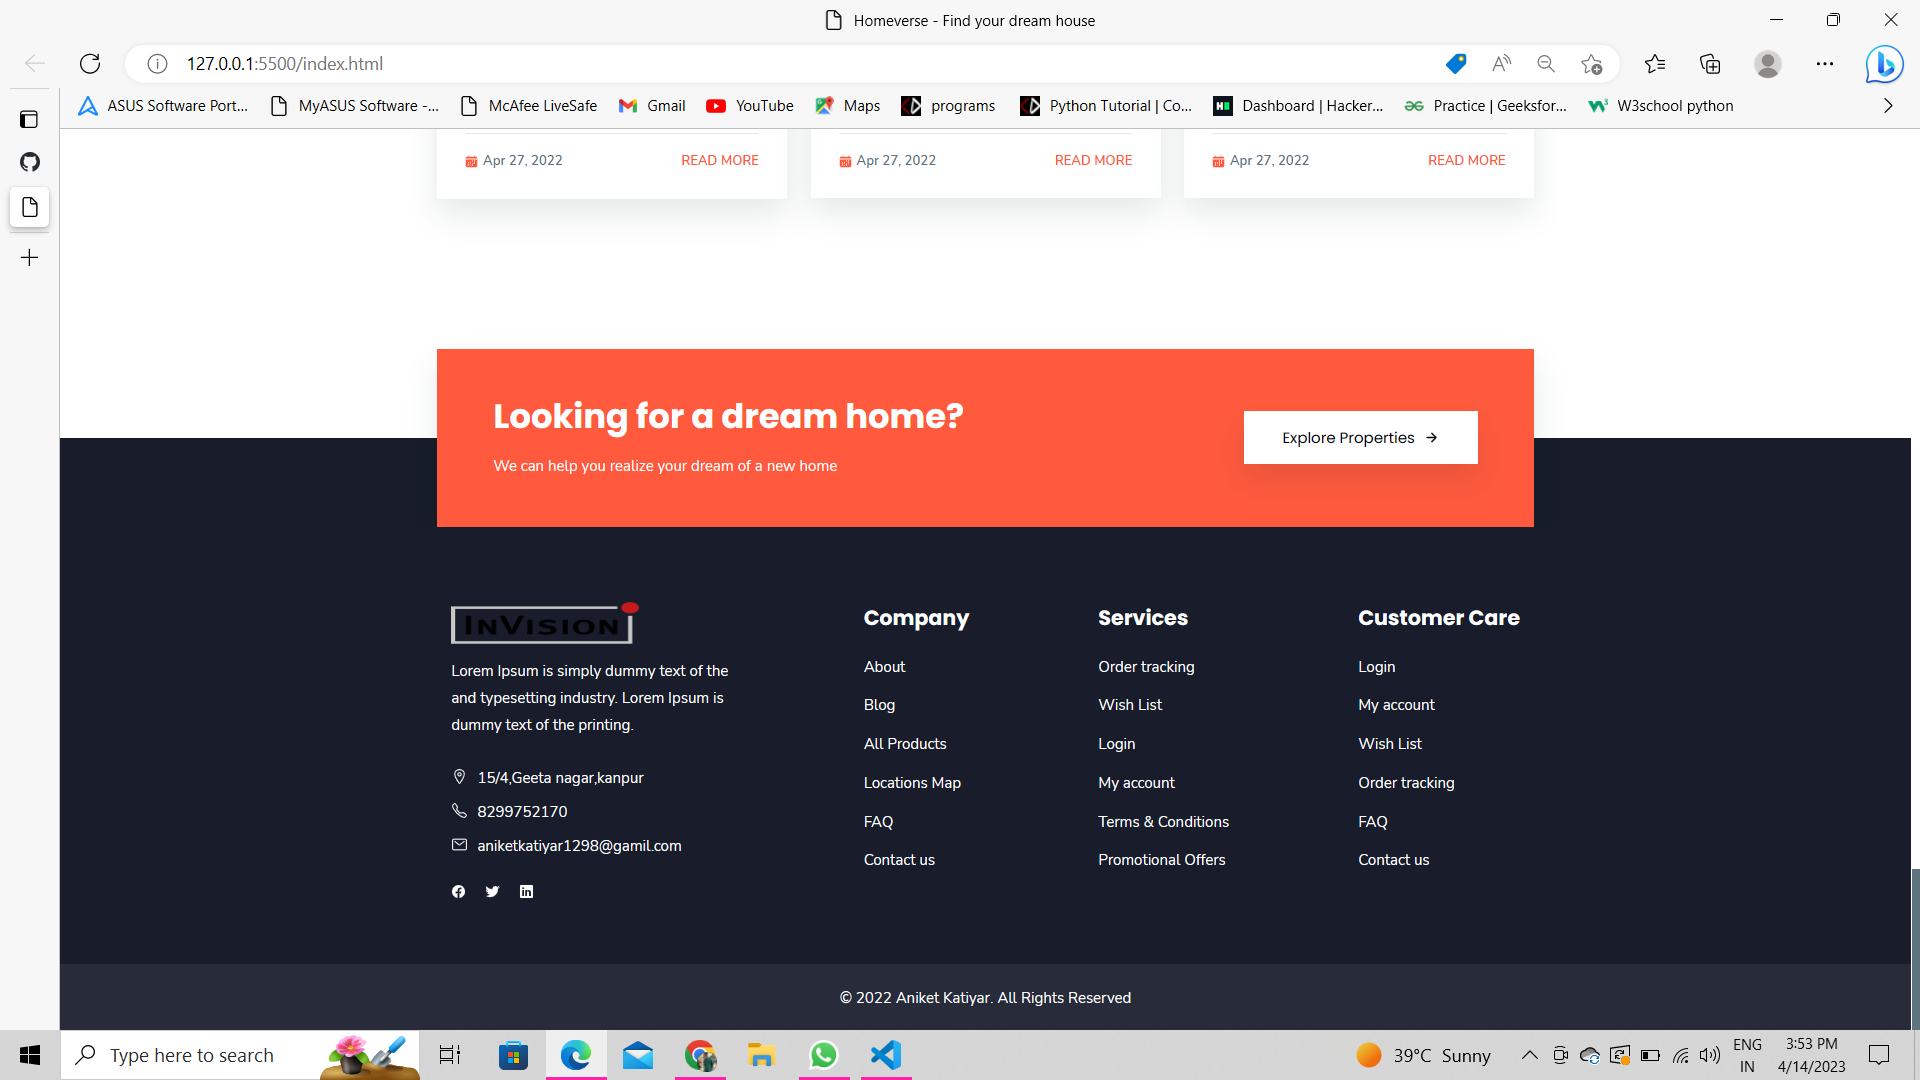 Homeverse - Find your dream house
127.0.0.1:5500/index.html
ASUS Software Port... MyASUS Software -... McAfee LiveSafe Gmail YouTube Maps programs Python Tutorial | Co... Dashboard | Hacker... Practice | Geeksfor... W3school python
Apr 27, 2022 READ MORE Apr 27, 2022 READ MORE Apr 27, 2022 READ MORE
Looking for a dream home?
We can help you realize your dream of a new home
Explore Properties →
INVISION
Lorem Ipsum is simply dummy text of the
and typesetting industry. Lorem Ipsum is
dummy text of the printing.
15/4,Geeta nagar,kanpur
8299752170
aniketkatiyar1298@gamil.com
Company
About
Blog
All Products
Locations Map
FAQ
Contact us
Services
Order tracking
Wish List
Login
My account
Terms & Conditions
Promotional Offers
Customer Care
Login
My account
Wish List
Order tracking
FAQ
Contact us
© 2022 Aniket Katiyar. All Rights Reserved
Type here to search
39°C Sunny
ENG
IN
3:53 PM
4/14/2023